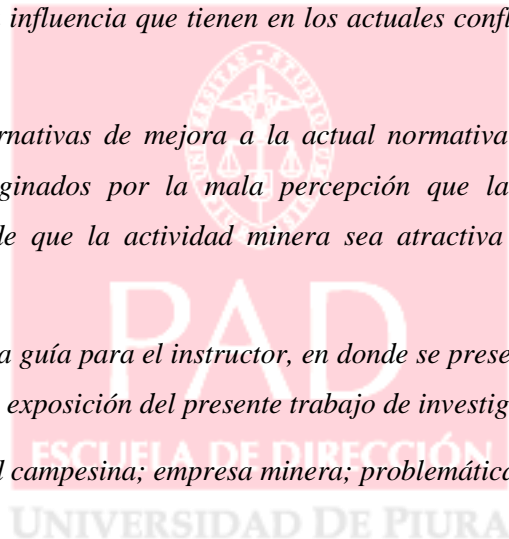 influencia que tienen en los actuales confl
rnativas de mejora a la actual normativa
ginados por la mala percepción que la
de que la actividad minera sea atractiva
a guía para el instructor, en donde se prese
exposición del presente trabajo de investig
l campesina; empresa minera; problemática
PAD
ESCUELA DE DIRECCIÓN
UNIVERSIDAD DE PIURA